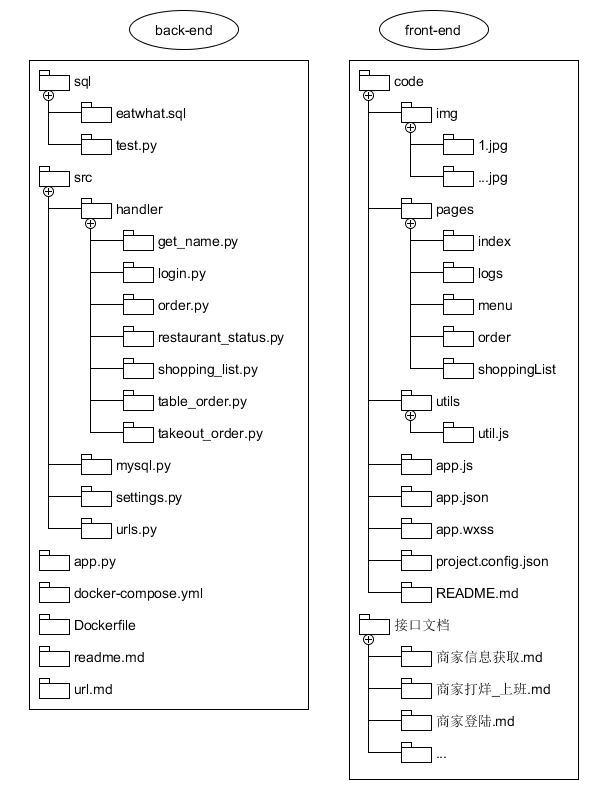 back-end
sql
eatwhat.sql
test.py
src
handler
get_name.py
login.py
order.py
restaurant_status.py
shopping_list.py
table_order.py
takeout_order.py
mysql.py
settings.py
urls.py
app.py
docker-compose.yml
Dockerfile
readme.md
url.md
front-end
code
img
1.jpg
...jpg
pages
index
logs
menu
order
shoppingList
utils
util.js
app.js
app.json
app.wxss
project.config.json
README.md
接口文档
商家信息获取.md
商家打烊_上班.md
商家登陆.md
...